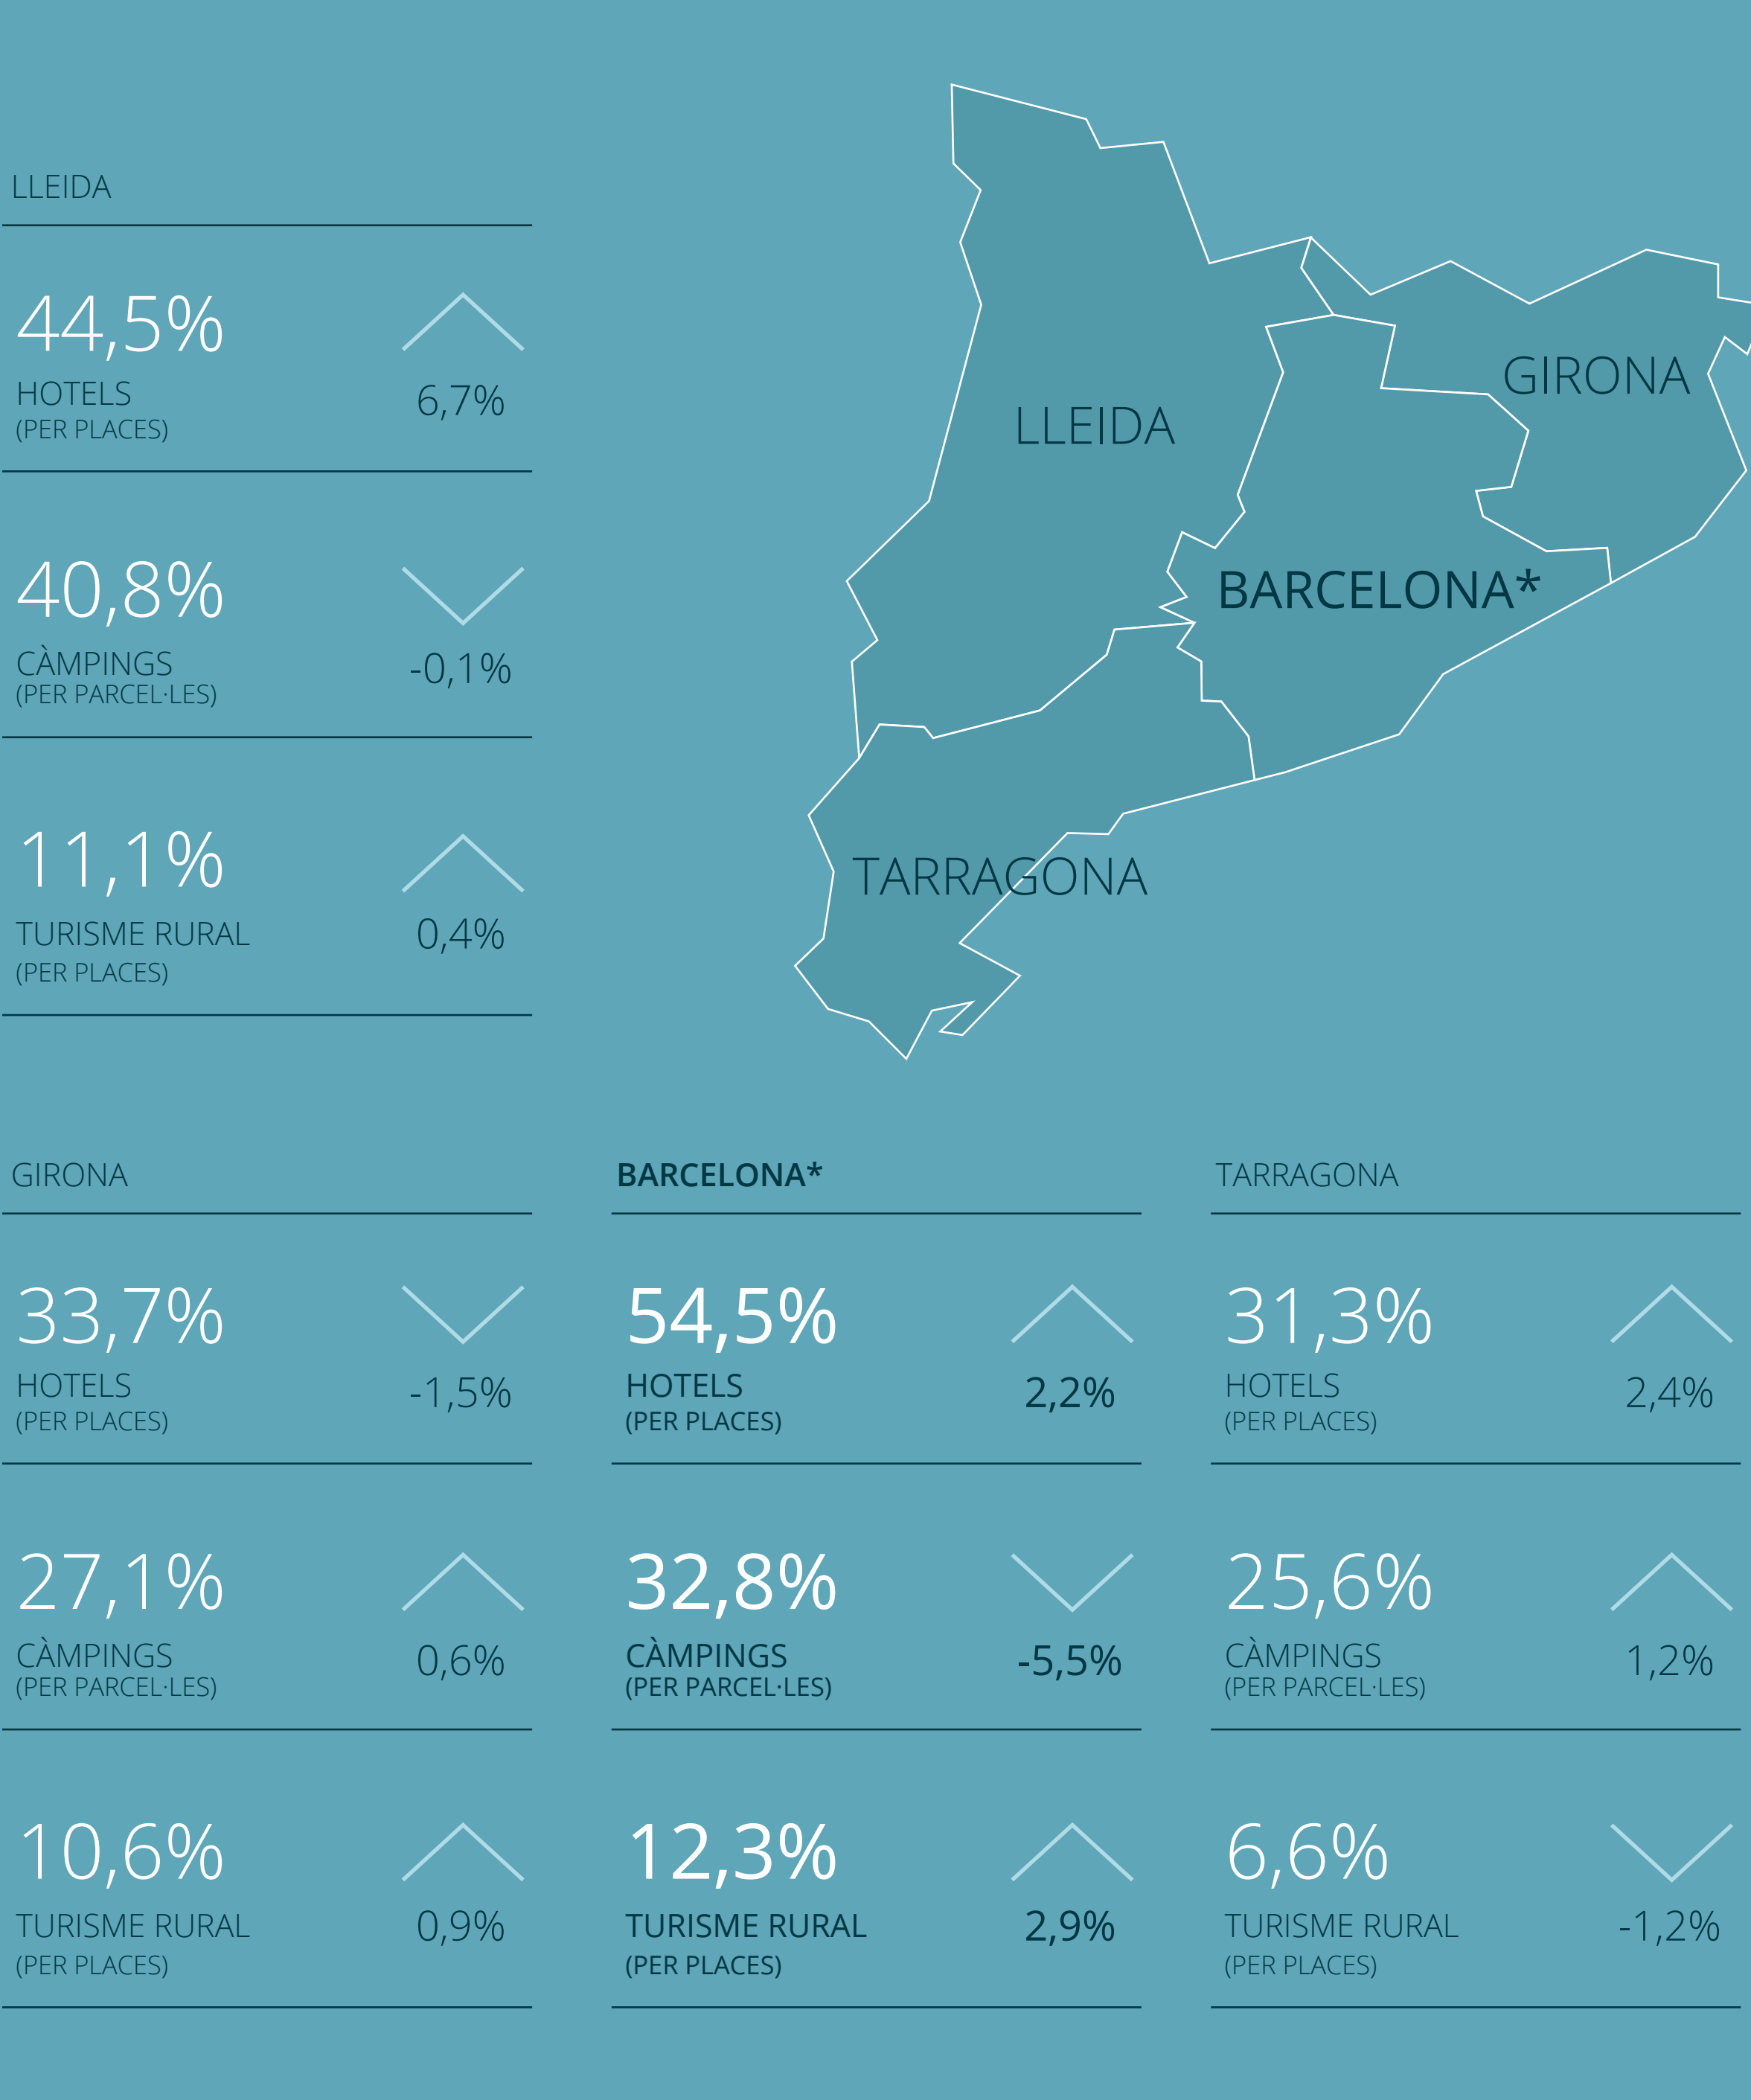 LLEIDA
44,5%
HOTELS
(PER PLACES)
6,7%
40,8%
CÀMPINGS
(PER PARCEL·LES)
-0,1%
11,1%
TURISME RURAL
(PER PLACES)
0,4%
LLEIDA
GIRONA
BARCELONA*
TARRAGONA
GIRONA
33,7%
HOTELS
(PER PLACES)
-1,5%
27,1%
CÀMPINGS
(PER PARCEL·LES)
0,6%
10,6%
TURISME RURAL
(PER PLACES)
0,9%
BARCELONA*
54,5%
HOTELS
(PER PLACES)
2,2%
32,8%
CÀMPINGS
(PER PARCEL·LES)
-5,5%
12,3%
TURISME RURAL
(PER PLACES)
2,9%
TARRAGONA
31,3%
HOTELS
(PER PLACES)
2,4%
25,6%
CÀMPINGS
(PER PARCEL·LES)
1,2%
6,6%
TURISME RURAL
(PER PLACES)
-1,2%